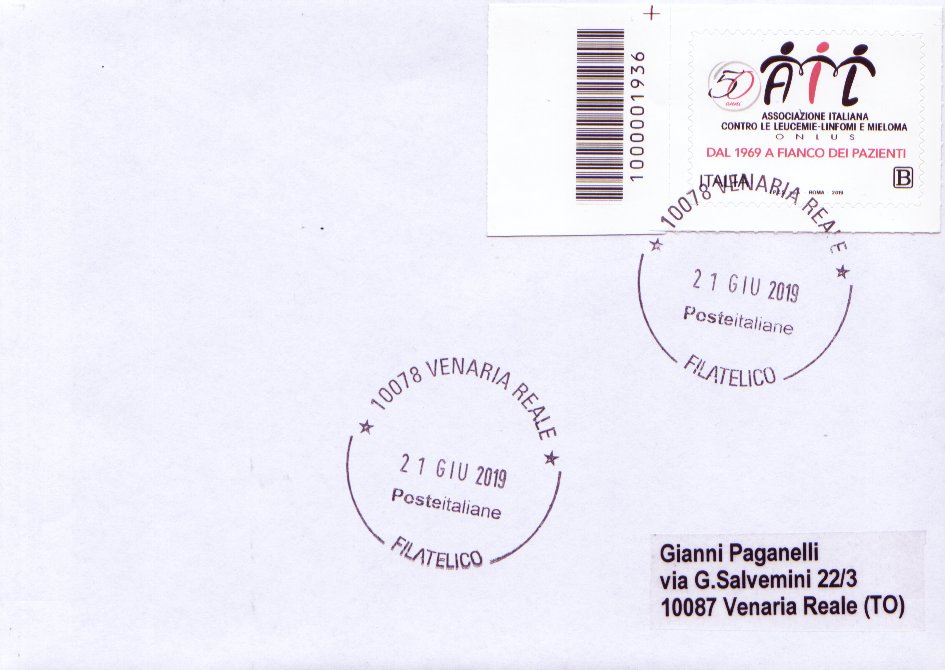 1000001936
50
anni
AIL
ASSOCIAZIONE ITALIANA
CONTRO LE LEUCEMIE-LINFOMI E MIELOMA
ONLUS
DAL 1969 A FIANCO DEI PAZIENTI
ITALIA
B
ROMA 2019
10078 VENARIA REALE
21 GIU 2019
Posteitaliane
FILATELICO
10078 VENARIA REALE
21 GIU 2019
Posteitaliane
FILATELICO
Gianni Paganelli
via G.Salvemini 22/3
10087 Venaria Reale (TO)